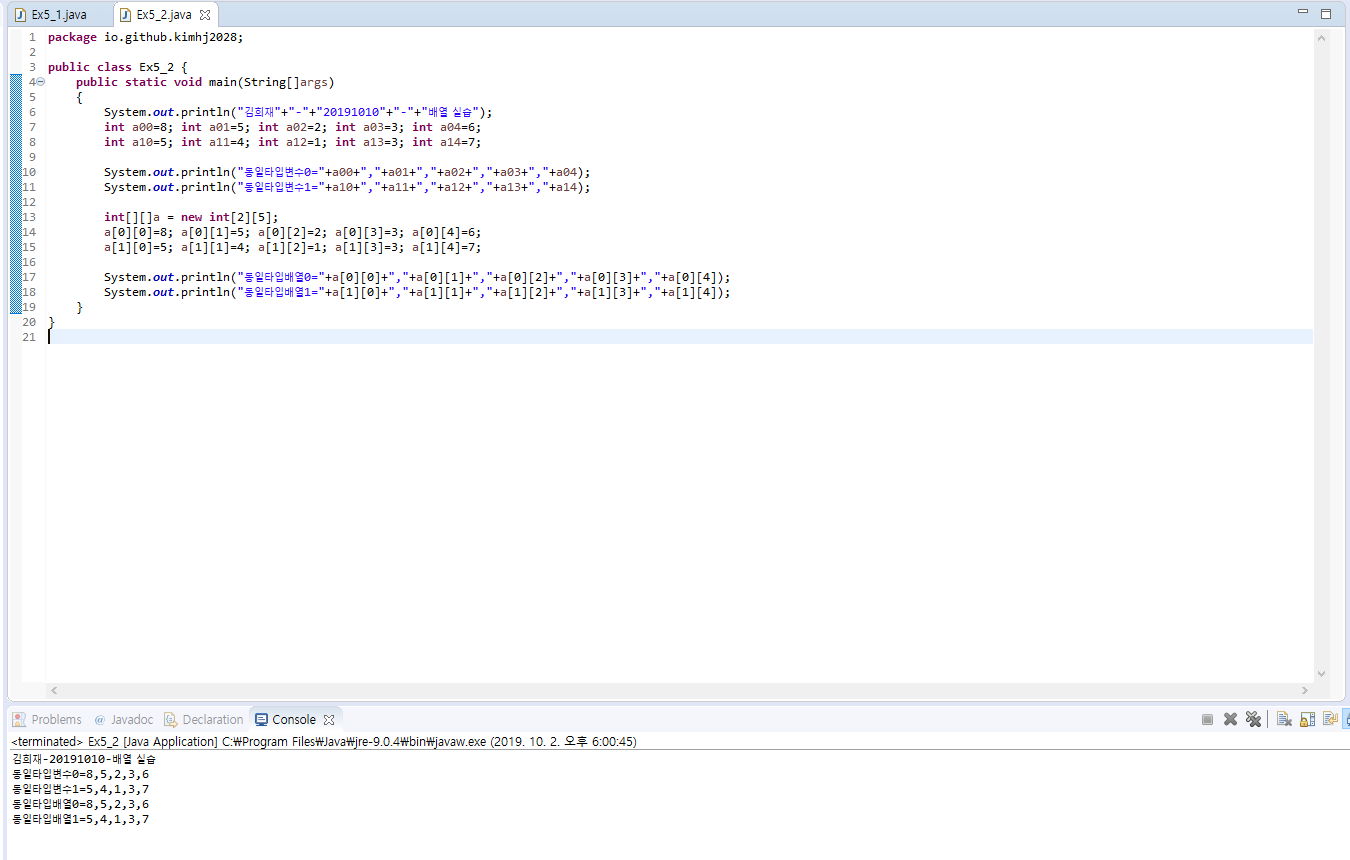 Ex5_1.java Ex5_2.java
1 package io.github.kimhj2028;
2
3 public class Ex5_2 {
4 public static void main(String[]args)
5 {
6 System.out.println("김희재"+"-"+"20191010"+"-"+"배열 실습");
7 int a00=8; int a01=5; int a02=2; int a03=3; int a04=6;
8 int a10=5; int a11=4; int a12=1; int a13=3; int a14=7;
9
10 System.out.println("동일타입변수0="+a00+","+a01+","+a02+","+a03+","+a04);
11 System.out.println("동일타입변수1="+a10+","+a11+","+a12+","+a13+","+a14);
12
13 int[][]a = new int[2][5];
14 a[0][0]=8; a[0][1]=5; a[0][2]=2; a[0][3]=3; a[0][4]=6;
15 a[1][0]=5; a[1][1]=4; a[1][2]=1; a[1][3]=3; a[1][4]=7;
16
17 System.out.println("동일타입배열0="+a[0][0]+","+a[0][1]+","+a[0][2]+","+a[0][3]+","+a[0][4]);
18 System.out.println("동일타입배열1="+a[1][0]+","+a[1][1]+","+a[1][2]+","+a[1][3]+","+a[1][4]);
19 }
20 }
21
Problems @ Javadoc Declaration Console
<terminated> Ex5_2 [Java Application] C:₩Program Files₩Java₩jre-9.0.4₩bin₩javaw.exe (2019. 10. 2. 오후 6:00:45)
김희재-20191010-배열 실습
동일타입변수0=8,5,2,3,6
동일타입변수1=5,4,1,3,7
동일타입배열0=8,5,2,3,6
동일타입배열1=5,4,1,3,7